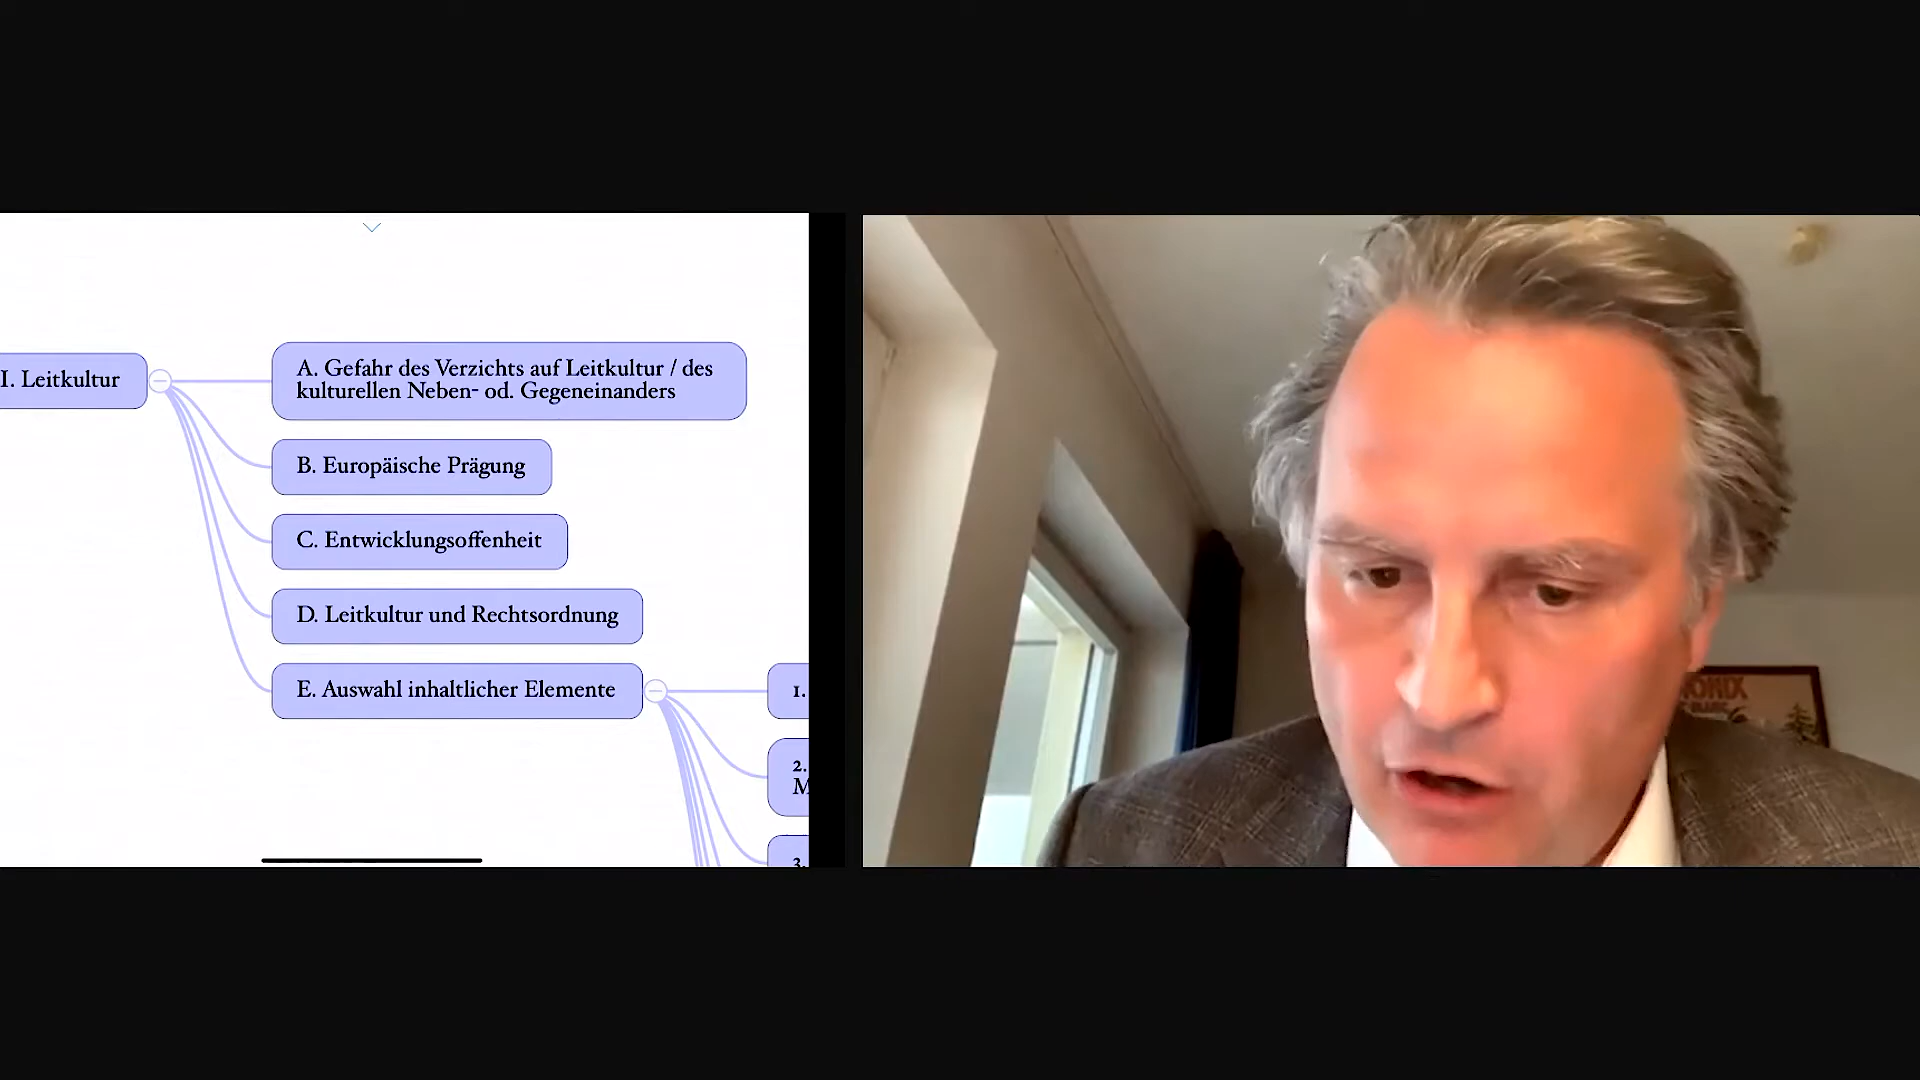 I. Leitkultur
A. Gefahr des Verzichts auf Leitkultur / des
kulturellen Neben- od. Gegeneinanders
B. Europäische Prägung
C. Entwicklungsoffenheit
D. Leitkultur und Rechtsordnung
E. Auswahl inhaltlicher Elemente
1.
2.
M
3.